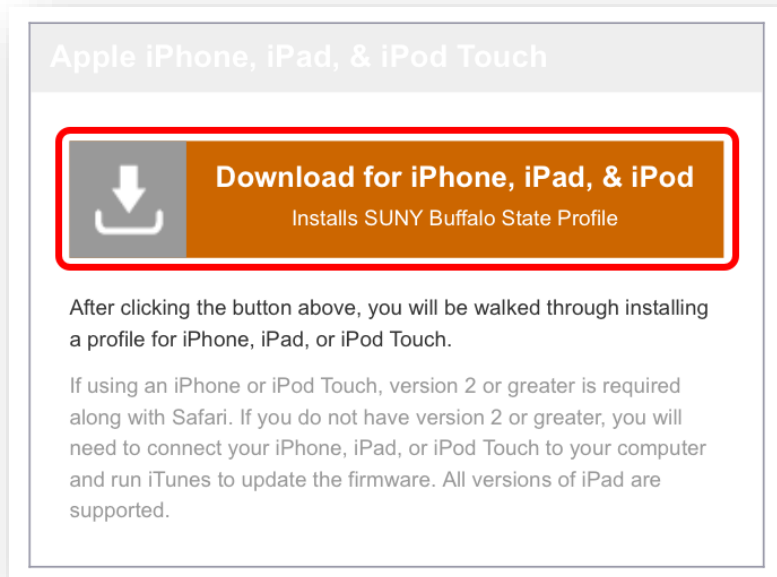 Apple iPhone, iPad, & iPod Touch
Download for iPhone, iPad, & iPod
Installs SUNY Buffalo State Profile
After clicking the button above, you will be walked through installing
a profile for iPhone, iPad, or iPod Touch.
If using an iPhone or iPod Touch, version 2 or greater is required
along with Safari. If you do not have version 2 or greater, you will
need to connect your iPhone, iPad, or iPod Touch to your computer
and run iTunes to update the firmware. All versions of iPad are
supported.